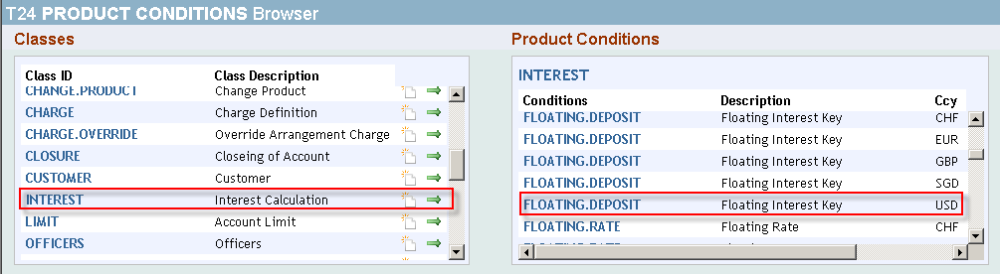 T24 PRODUCT CONDITIONS Browser
Classes
Class ID Class Description
CHANGE.PRODUCT Change Product
CHARGE Charge Definition
CHARGE.OVERRIDE Override Arrangement Charge
CLOSURE Closeing of Account
CUSTOMER Customer
INTEREST Interest Calculation
LIMIT Account Limit
OFFICERS Officers
Product Conditions
INTEREST
Conditions Description Ccy
FLOATING.DEPOSIT Floating Interest Key CHF
FLOATING.DEPOSIT Floating Interest Key EUR
FLOATING.DEPOSIT Floating Interest Key GBP
FLOATING.DEPOSIT Floating Interest Key SGD
FLOATING.DEPOSIT Floating Interest Key USD
FLOATING.RATE Floating Rate CHF